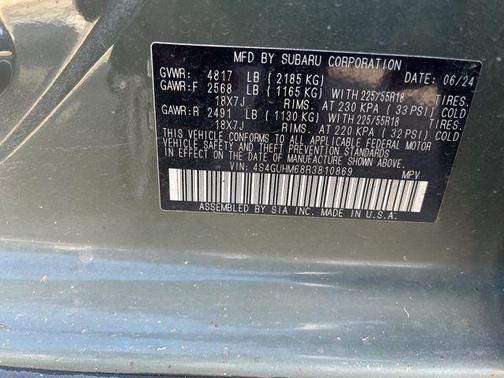 MFD. BY SUBARU CORPORATION
GVWR: 4817 LB (2185 KG) DATE: 06/24
GAWR:F 2568 LB (1165 KG) WITH 225/55R18 TIRES.
18X7J RIMS. AT 230 KPA (33 PSI) COLD
GAWR:R 2491 LB (1130 KG) WITH 225/55R18 TIRES.
18X7J RIMS. AT 220 KPA (32 PSI) COLD
THIS VEHICLE CONFORMS TO ALL APPLICABLE FEDERAL MOTOR
VEHICLE SAFETY, BUMPER, AND THEFT PREVENTION STANDARDS
IN EFFECT ON THE DATE OF MANUFACTURE SHOWN ABOVE.
VIN: 4S4GUHM68R3810869 MPV
ASSEMBLED BY SIA INC. MADE IN U.S.A.